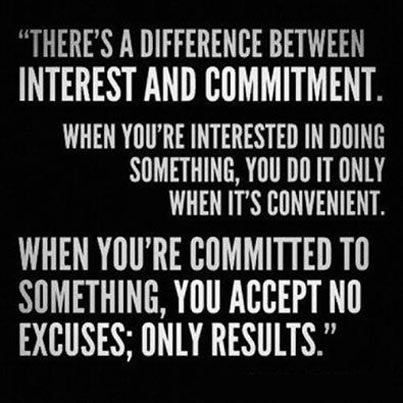 “THERE’S A DIFFERENCE BETWEEN
INTEREST AND COMMITMENT.
WHEN YOU’RE INTERESTED IN DOING
SOMETHING, YOU DO IT ONLY
WHEN IT’S CONVENIENT.
WHEN YOU’RE COMMITTED TO
SOMETHING, YOU ACCEPT NO
EXCUSES; ONLY RESULTS.”